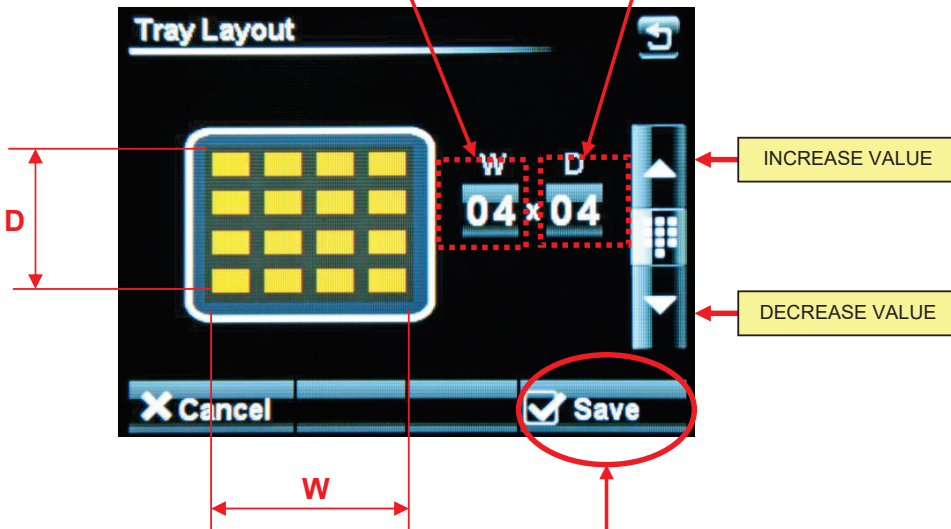 Tray Layout
W D
04 x 04
INCREASE VALUE
D
DECREASE VALUE
Cancel
Save
W